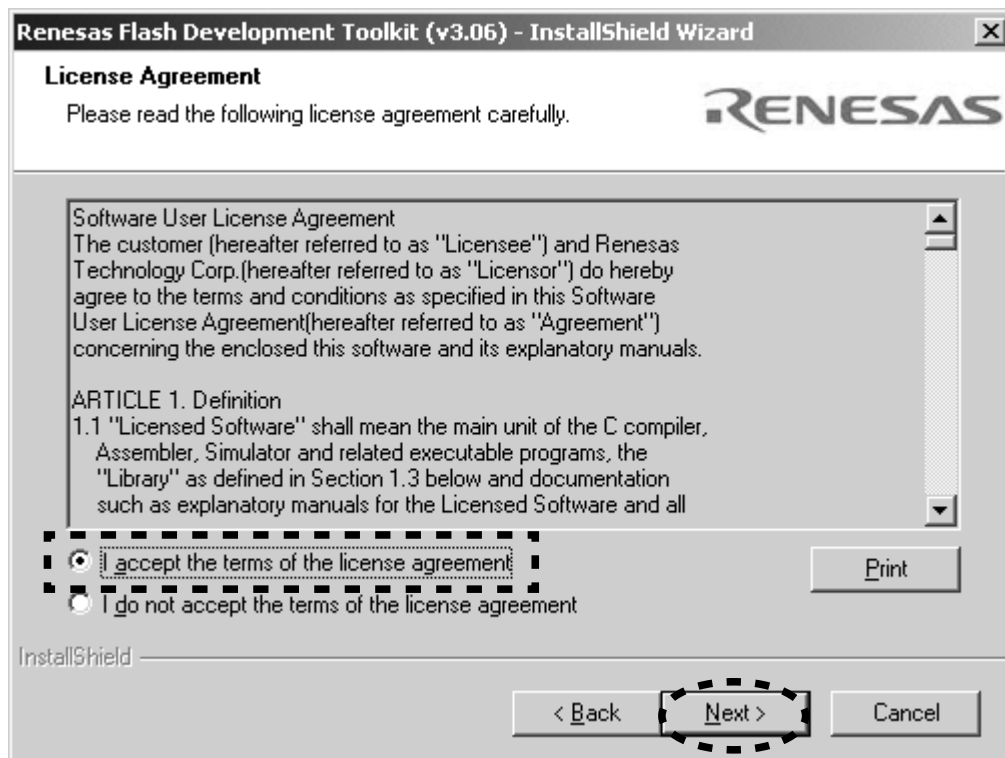 Renesas Flash Development Toolkit (v3.06) - InstallShield Wizard
License Agreement
Please read the following license agreement carefully.
RENESAS
Software User License Agreement
The customer (hereafter referred to as "Licensee") and Renesas
Technology Corp.(hereafter referred to as "Licensor") do hereby
agree to the terms and conditions as specified in this Software
User License Agreement(hereafter referred to as "Agreement")
concerning the enclosed this software and its explanatory manuals.
ARTICLE 1. Definition
1.1 "Licensed Software" shall mean the main unit of the C compiler,
Assembler, Simulator and related executable programs, the
"Library" as defined in Section 1.3 below and documentation
such as explanatory manuals for the Licensed Software and all
I accept the terms of the license agreement
Print
I do not accept the terms of the license agreement
InstallShield
< Back
Next >
Cancel